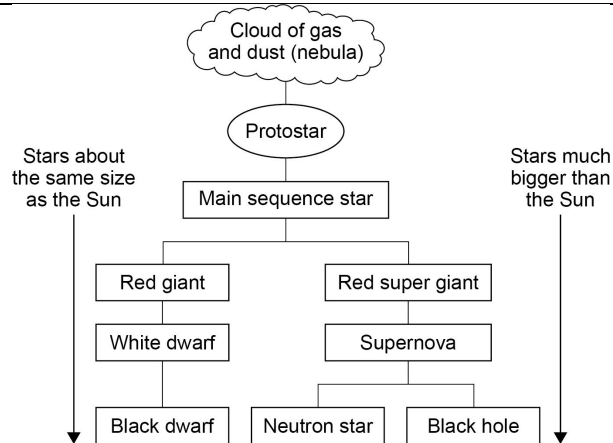 Cloud of gas
and dust (nebula)
Protostar
Stars about
the same size
as the Sun
Stars much
bigger than
the Sun
Main sequence star
Red giant
Red super giant
White dwarf
Supernova
Black dwarf
Neutron star
Black hole